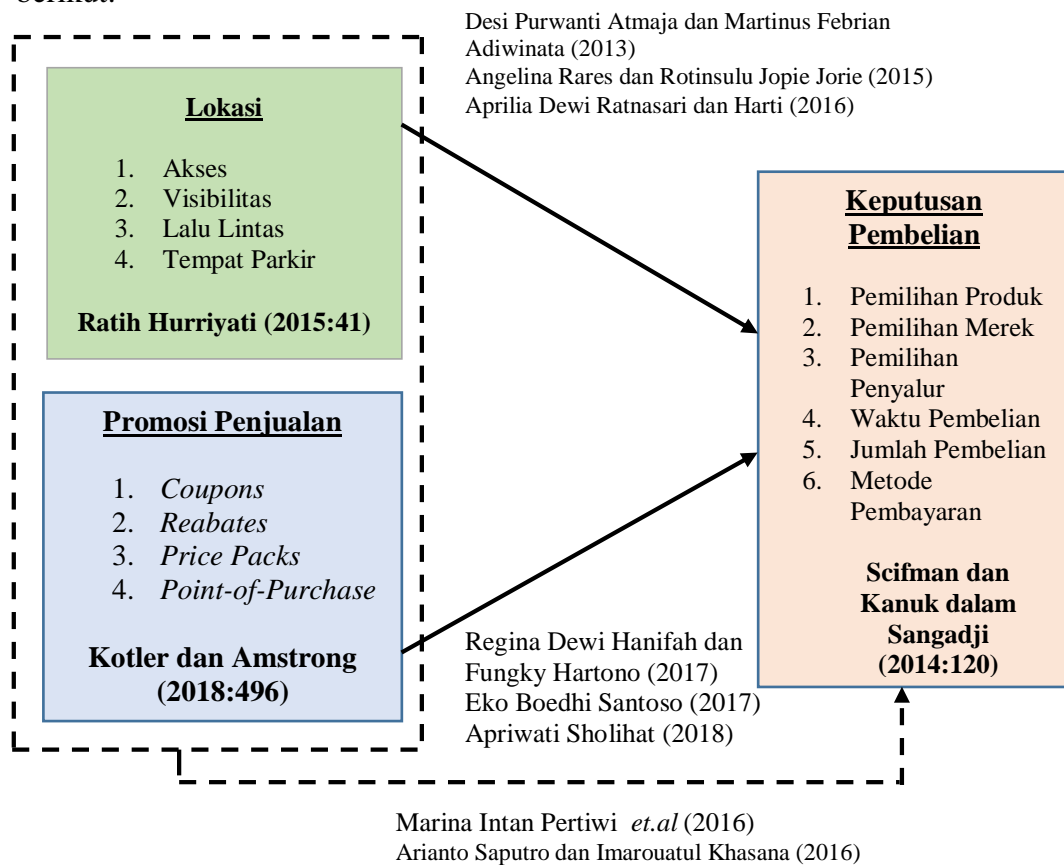 berikut:
Desi Purwanti Atmaja dan Martinus Febrian
Adiwinata (2013)
Angelina Rares dan Rotinsulu Jopie Jorie (2015)
Aprilia Dewi Ratnasari dan Harti (2016)
Lokasi
1. Akses
2. Visibilitas
3. Lalu Lintas
4. Tempat Parkir
Ratih Hurriyati (2015:41)
Promosi Penjualan
1. Coupons
2. Reabates
3. Price Packs
4. Point-of-Purchase
Kotler dan Amstrong
(2018:496)
Keputusan
Pembelian
1. Pemilihan Produk
2. Pemilihan Merek
3. Pemilihan
Penyalur
4. Waktu Pembelian
5. Jumlah Pembelian
6. Metode
Pembayaran
Scifman dan
Kanuk dalam
Sangadji
(2014:120)
Regina Dewi Hanifah dan
Fungky Hartono (2017)
Eko Boedhi Santoso (2017)
Apriwati Sholihat (2018)
Marina Intan Pertiwi et.al (2016)
Arianto Saputro dan Imarouatul Khasana (2016)